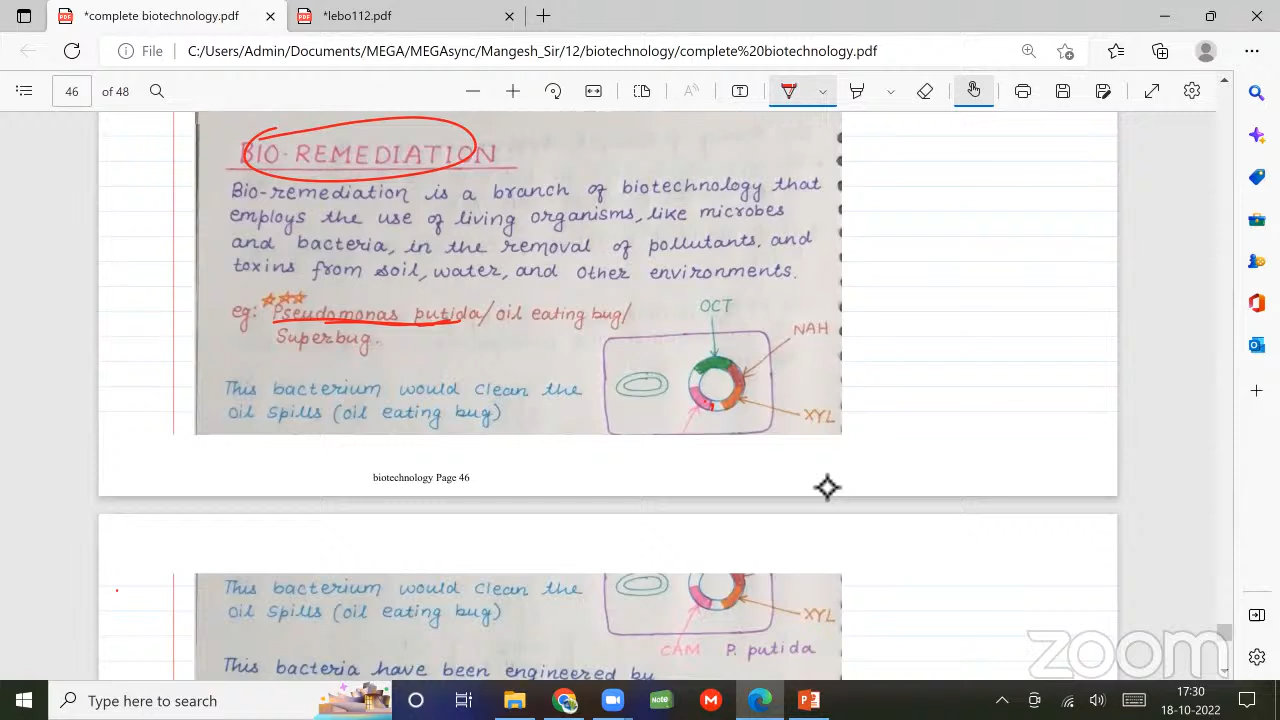 *complete biotechnology.pdf
*lebo112.pdf
File
C:/Users/Admin/Documents/MEGA/MEGAsync/Mangesh_Sir/12/biotechnology/complete%20biotechnology.pdf
46 of 48
BIO-REMEDIATION
Bio-remediation is a branch of biotechnology that
employs the use of living organisms, like microbes
and bacteria, in the removal of pollutants, and
toxins from soil, water, and other environments.
eg: Pseudomonas putida/oil eating bug/
Superbug.
OCT
NAH
This bacterium would clean the
oil spills (oil eating bug)
XYL
biotechnology Page 46
This bacterium would clean the
oil spills (oil eating bug)
XYL
CAM P. putida
This bacteria have been engineered by
zoom
Type here to search
Note
17:30
18-10-2022